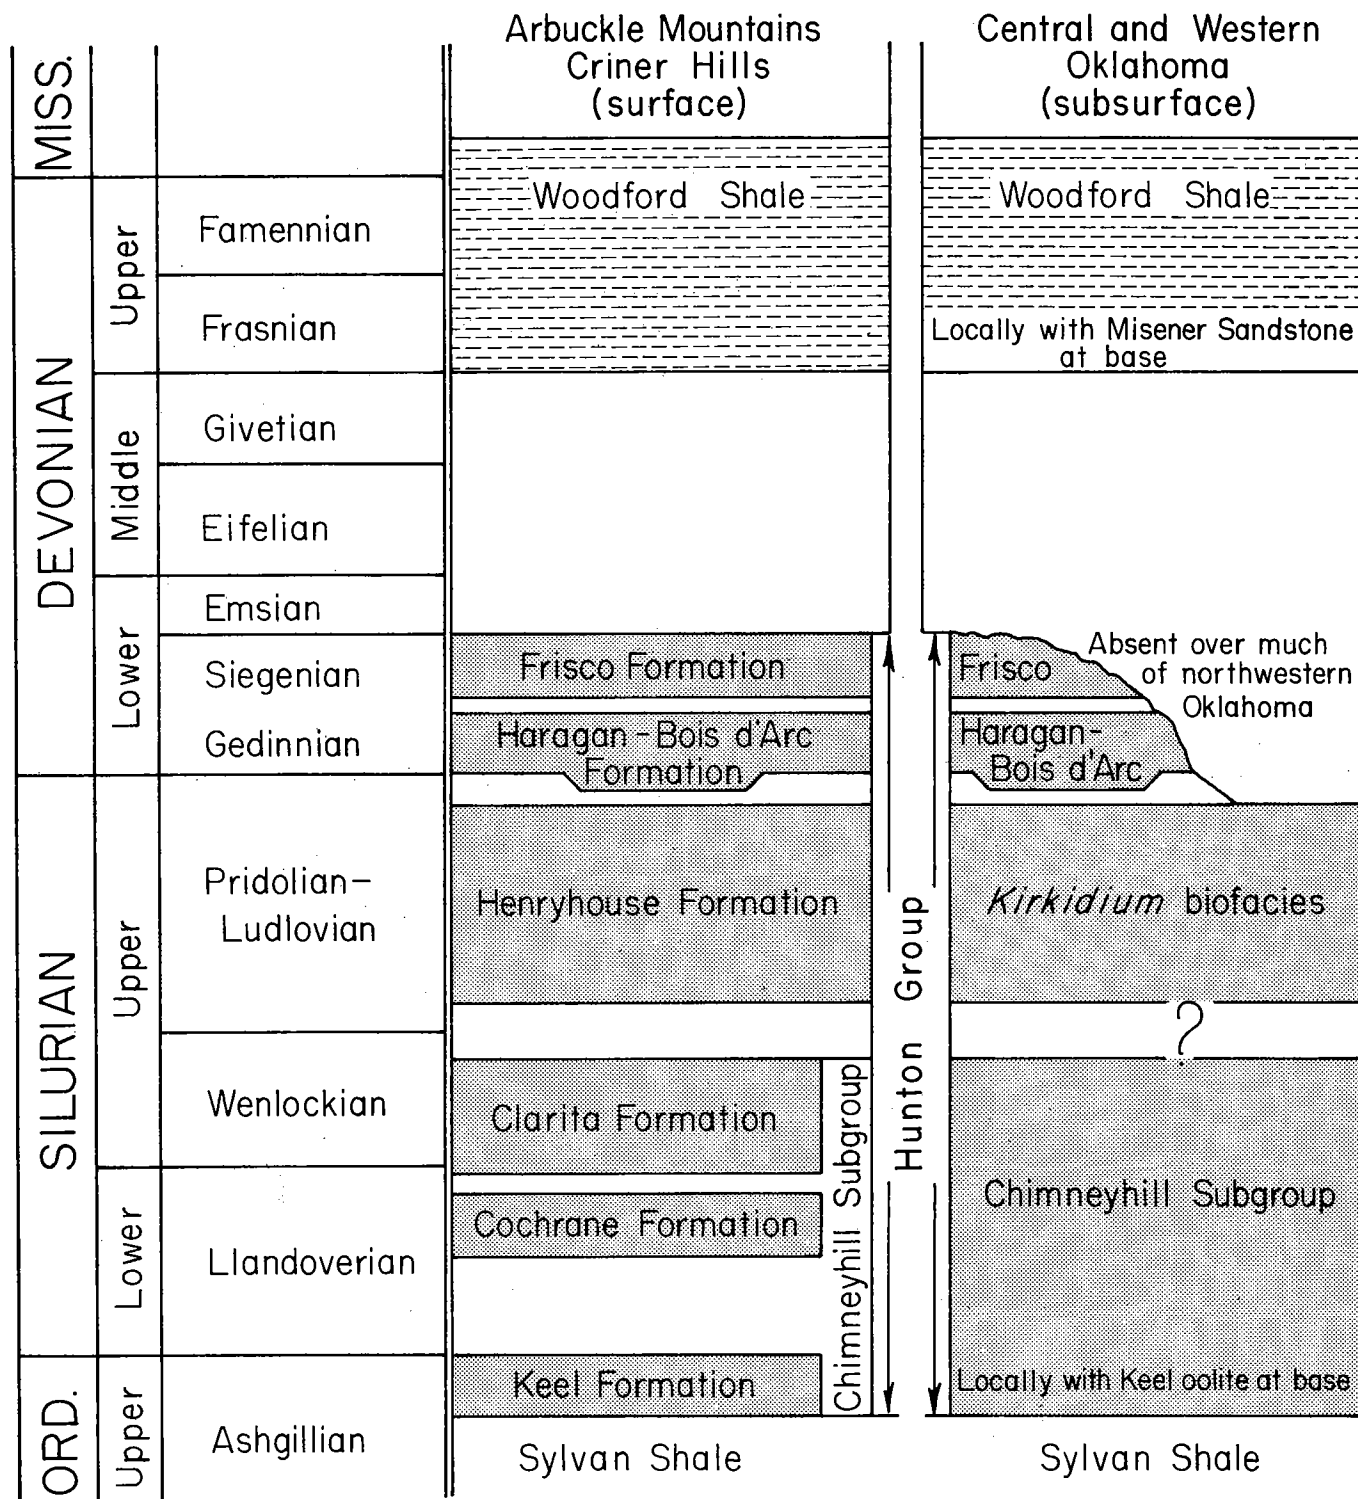 Arbuckle Mountains
Criner Hills
(surface)
Central and Western
Oklahoma
(subsurface)
MISS.
DEVONIAN
SILURIAN
ORD.
Upper
Middle
Lower
Upper
Lower
Upper
Famennian
Frasnian
Givetian
Eifelian
Emsian
Siegenian
Gedinnian
Pridolian-
Ludlovian
Wenlockian
Llandoverian
Ashgillian
Woodford Shale
Frisco Formation
Haragan-Bois d'Arc
Formation
Henryhouse Formation
Clarita Formation
Cochrane Formation
Keel Formation
Chimneyhill Subgroup
Sylvan Shale
Hunton Group
Woodford Shale
Locally with Misener Sandstone
at base
Frisco
Absent over much
of northwestern
Oklahoma
Haragan-
Bois d'Arc
Kirkidium biofacies
?
Chimneyhill Subgroup
Locally with Keel oolite at base
Sylvan Shale